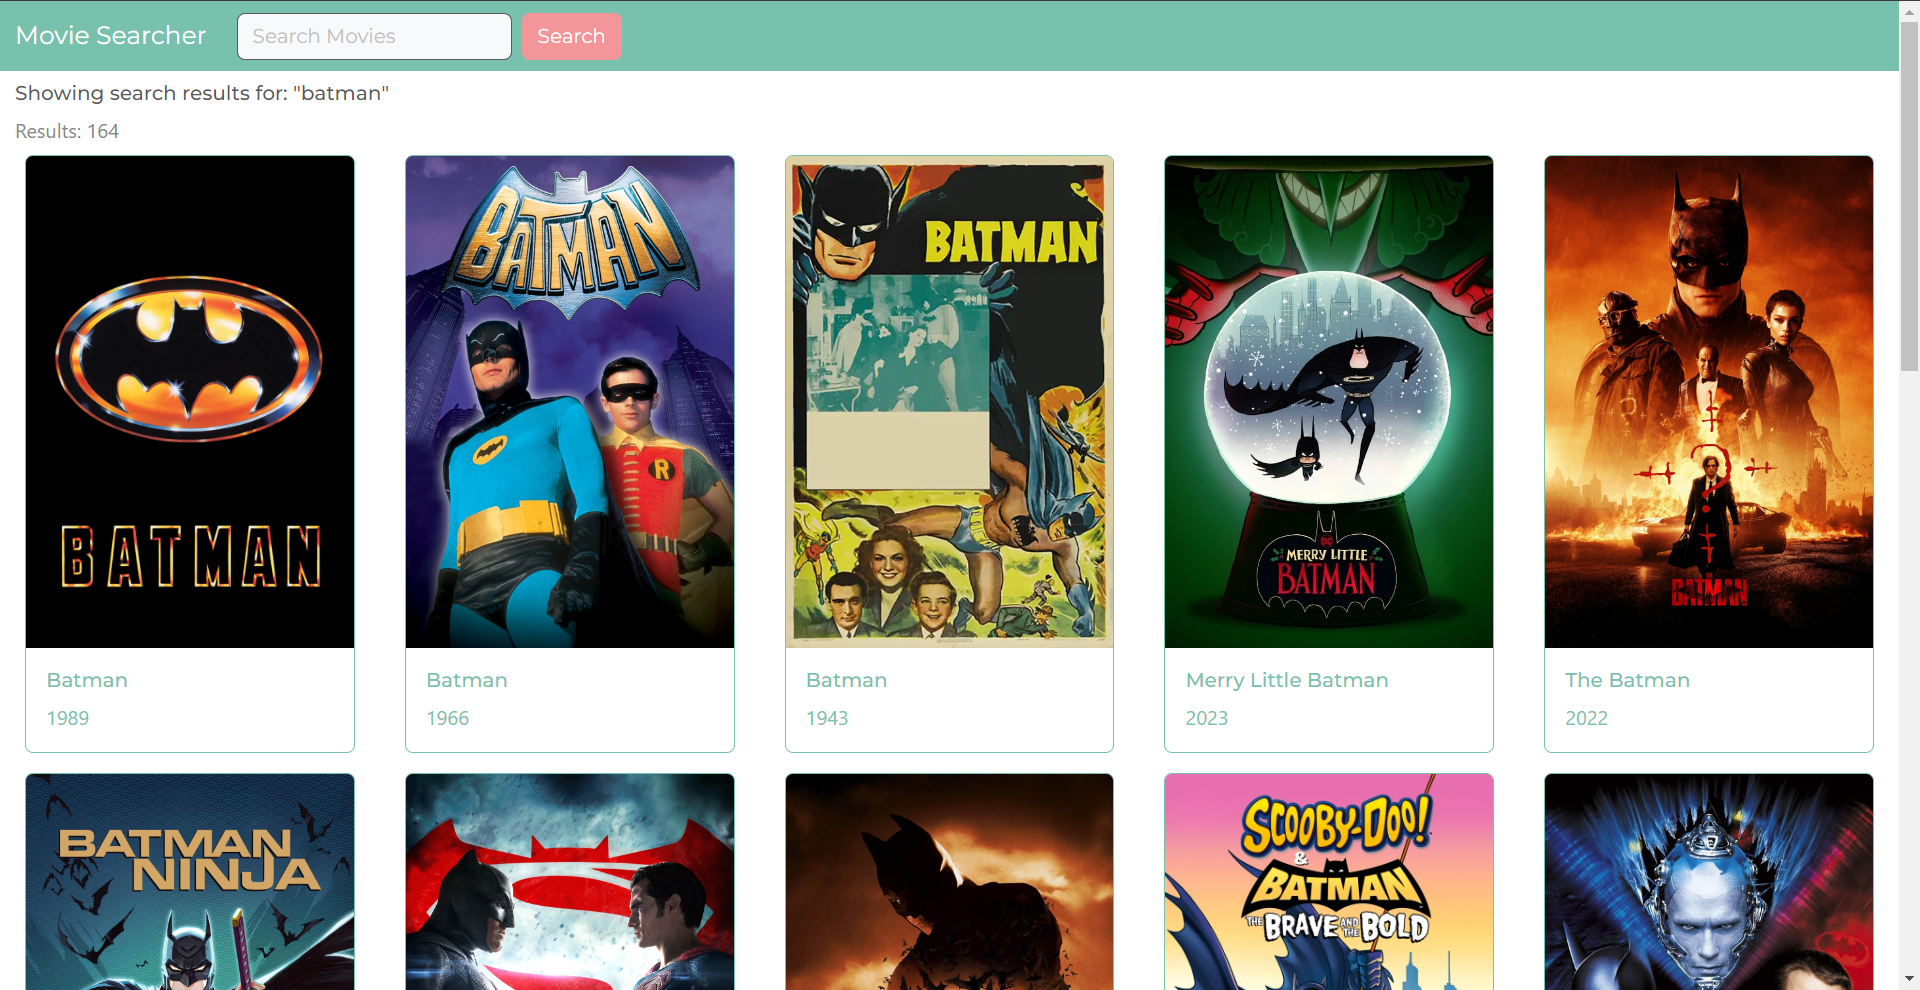 Movie Searcher
Search Movies
Search
Showing search results for: "batman"
Results: 164
BATMAN
BATMAN
R
BATMAN
DC
MERRY LITTLE
BATMAN
THE
BATMAN
Batman
1989
Batman
1966
Batman
1943
Merry Little Batman
2023
The Batman
2022
BATMAN
NINJA
SCOOBY-DOO!
&
BATMAN
THE BRAVE AND THE BOLD